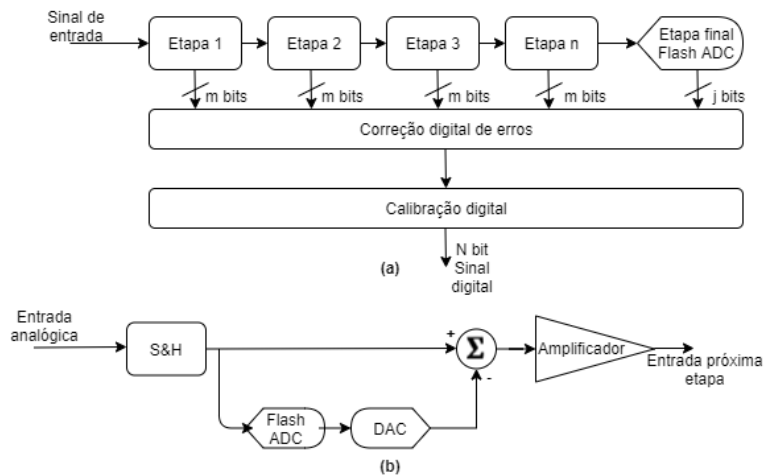 Sinal de
entrada
Etapa 1
Etapa 2
Etapa 3
Etapa n
Etapa final
Flash ADC
m bits
m bits
m bits
m bits
j bits
Correção digital de erros
Calibração digital
(a)
N bit
Sinal
digital
Entrada
analógica
S&H
+
Σ
-
Amplificador
Entrada próxima
etapa
Flash
ADC
DAC
(b)